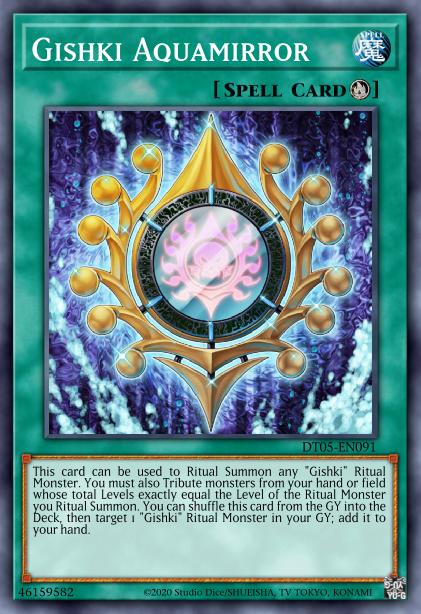 GISHKI AQUAMIRROR
SPELL
魔
[SPELL CARD]
DT05-EN091
This card can be used to Ritual Summon any "Gishki" Ritual
Monster. You must also Tribute monsters from your hand or field
whose total Levels exactly equal the Level of the Ritual Monster
you Ritual Summon. You can shuffle this card from the GY into the
Deck, then target 1 "Gishki" Ritual Monster in your GY; add it to
your hand.
46159582
©2020 Studio Dice/SHUEISHA, TV TOKYO, KONAMI